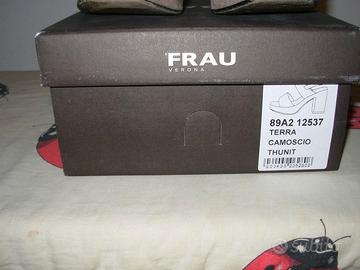 FRAU
VERONA
89A2 12537
TERRA
CAMOSCIO
THUNIT